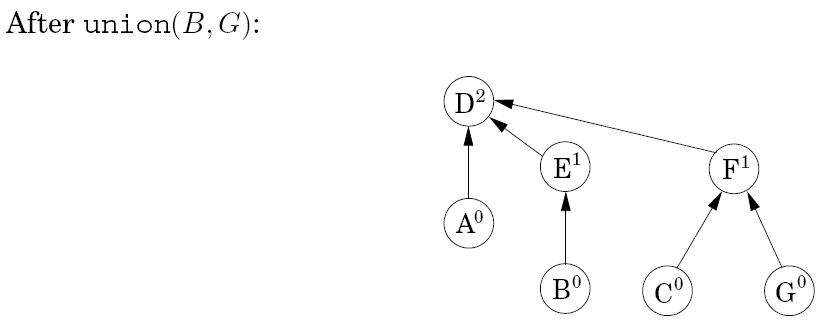 After union(B, G):
D²
E¹
F¹
A⁰
B⁰
C⁰
G⁰